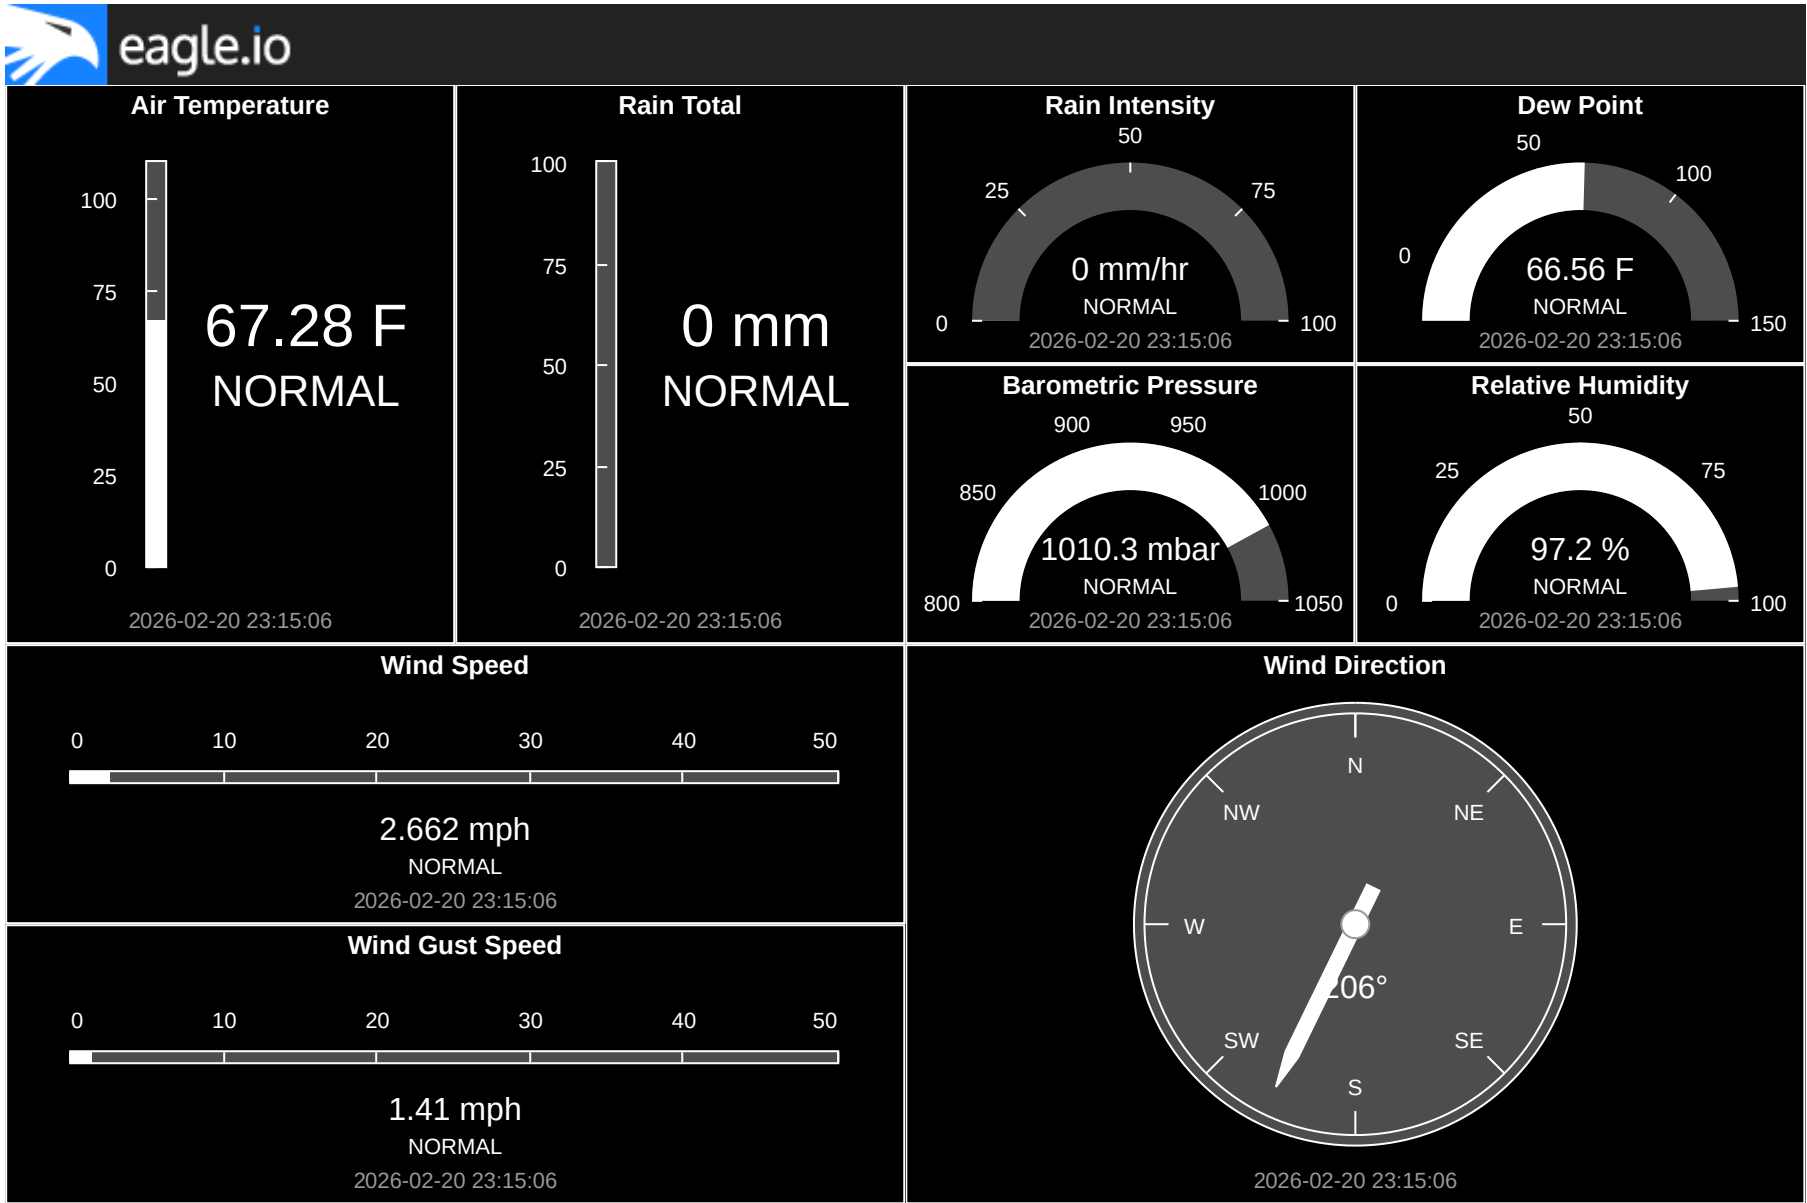 eagle.io
Air Temperature
100
75
50
25
0
67.28 F
NORMAL
2026-02-20 23:15:06
Rain Total
100
75
50
25
0
0 mm
NORMAL
2026-02-20 23:15:06
Rain Intensity
0
25
50
75
100
0 mm/hr
NORMAL
2026-02-20 23:15:06
Dew Point
0
50
100
150
66.56 F
NORMAL
2026-02-20 23:15:06
Barometric Pressure
800
850
900
950
1000
1050
1010.3 mbar
NORMAL
2026-02-20 23:15:06
Relative Humidity
0
25
50
75
100
97.2 %
NORMAL
2026-02-20 23:15:06
Wind Speed
0 10 20 30 40 50
2.662 mph
NORMAL
2026-02-20 23:15:06
Wind Gust Speed
0 10 20 30 40 50
1.41 mph
NORMAL
2026-02-20 23:15:06
Wind Direction
N
NW NE
W E
206°
SW SE
S
2026-02-20 23:15:06